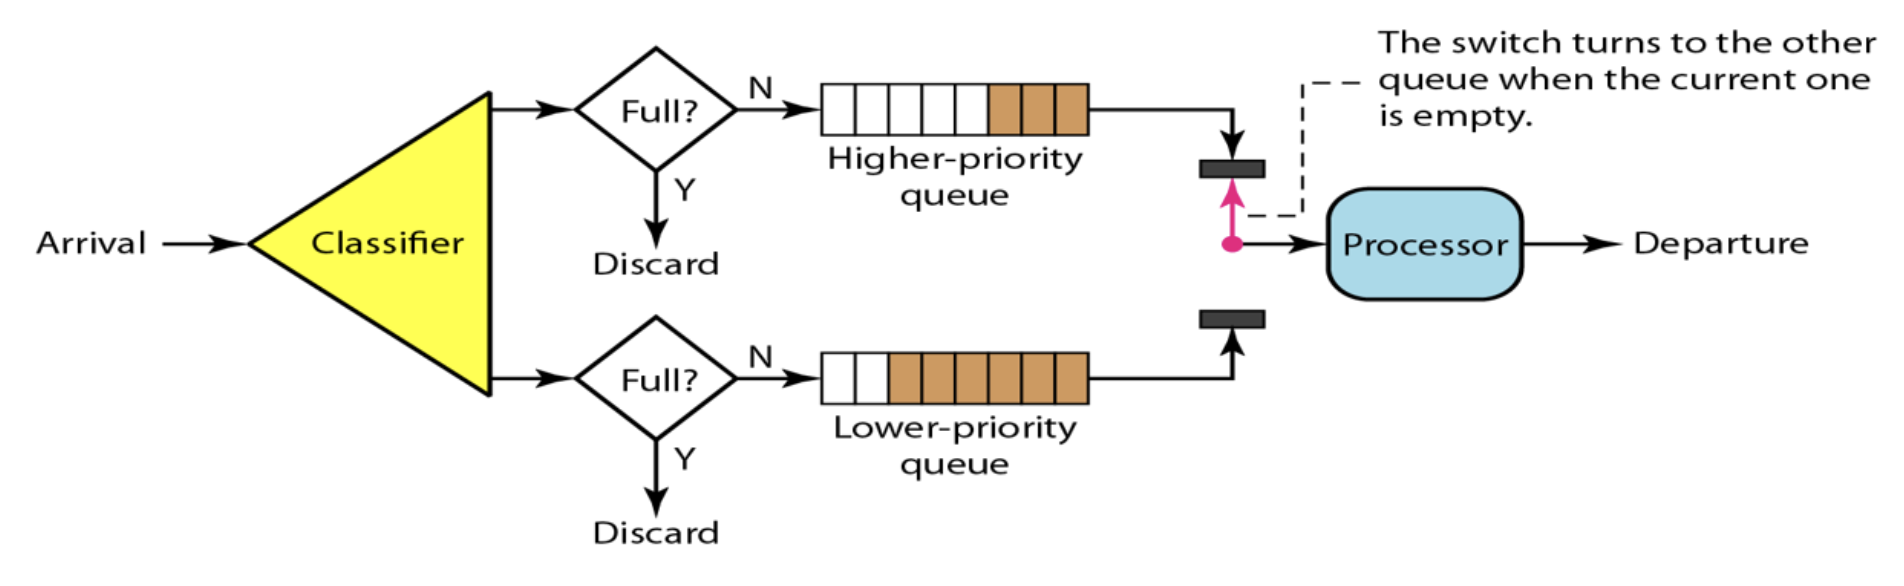 The switch turns to the other
queue when the current one
is empty.
Arrival
Classifier
Full?
N
Y
Discard
Higher-priority
queue
Processor
Departure
Full?
N
Y
Discard
Lower-priority
queue